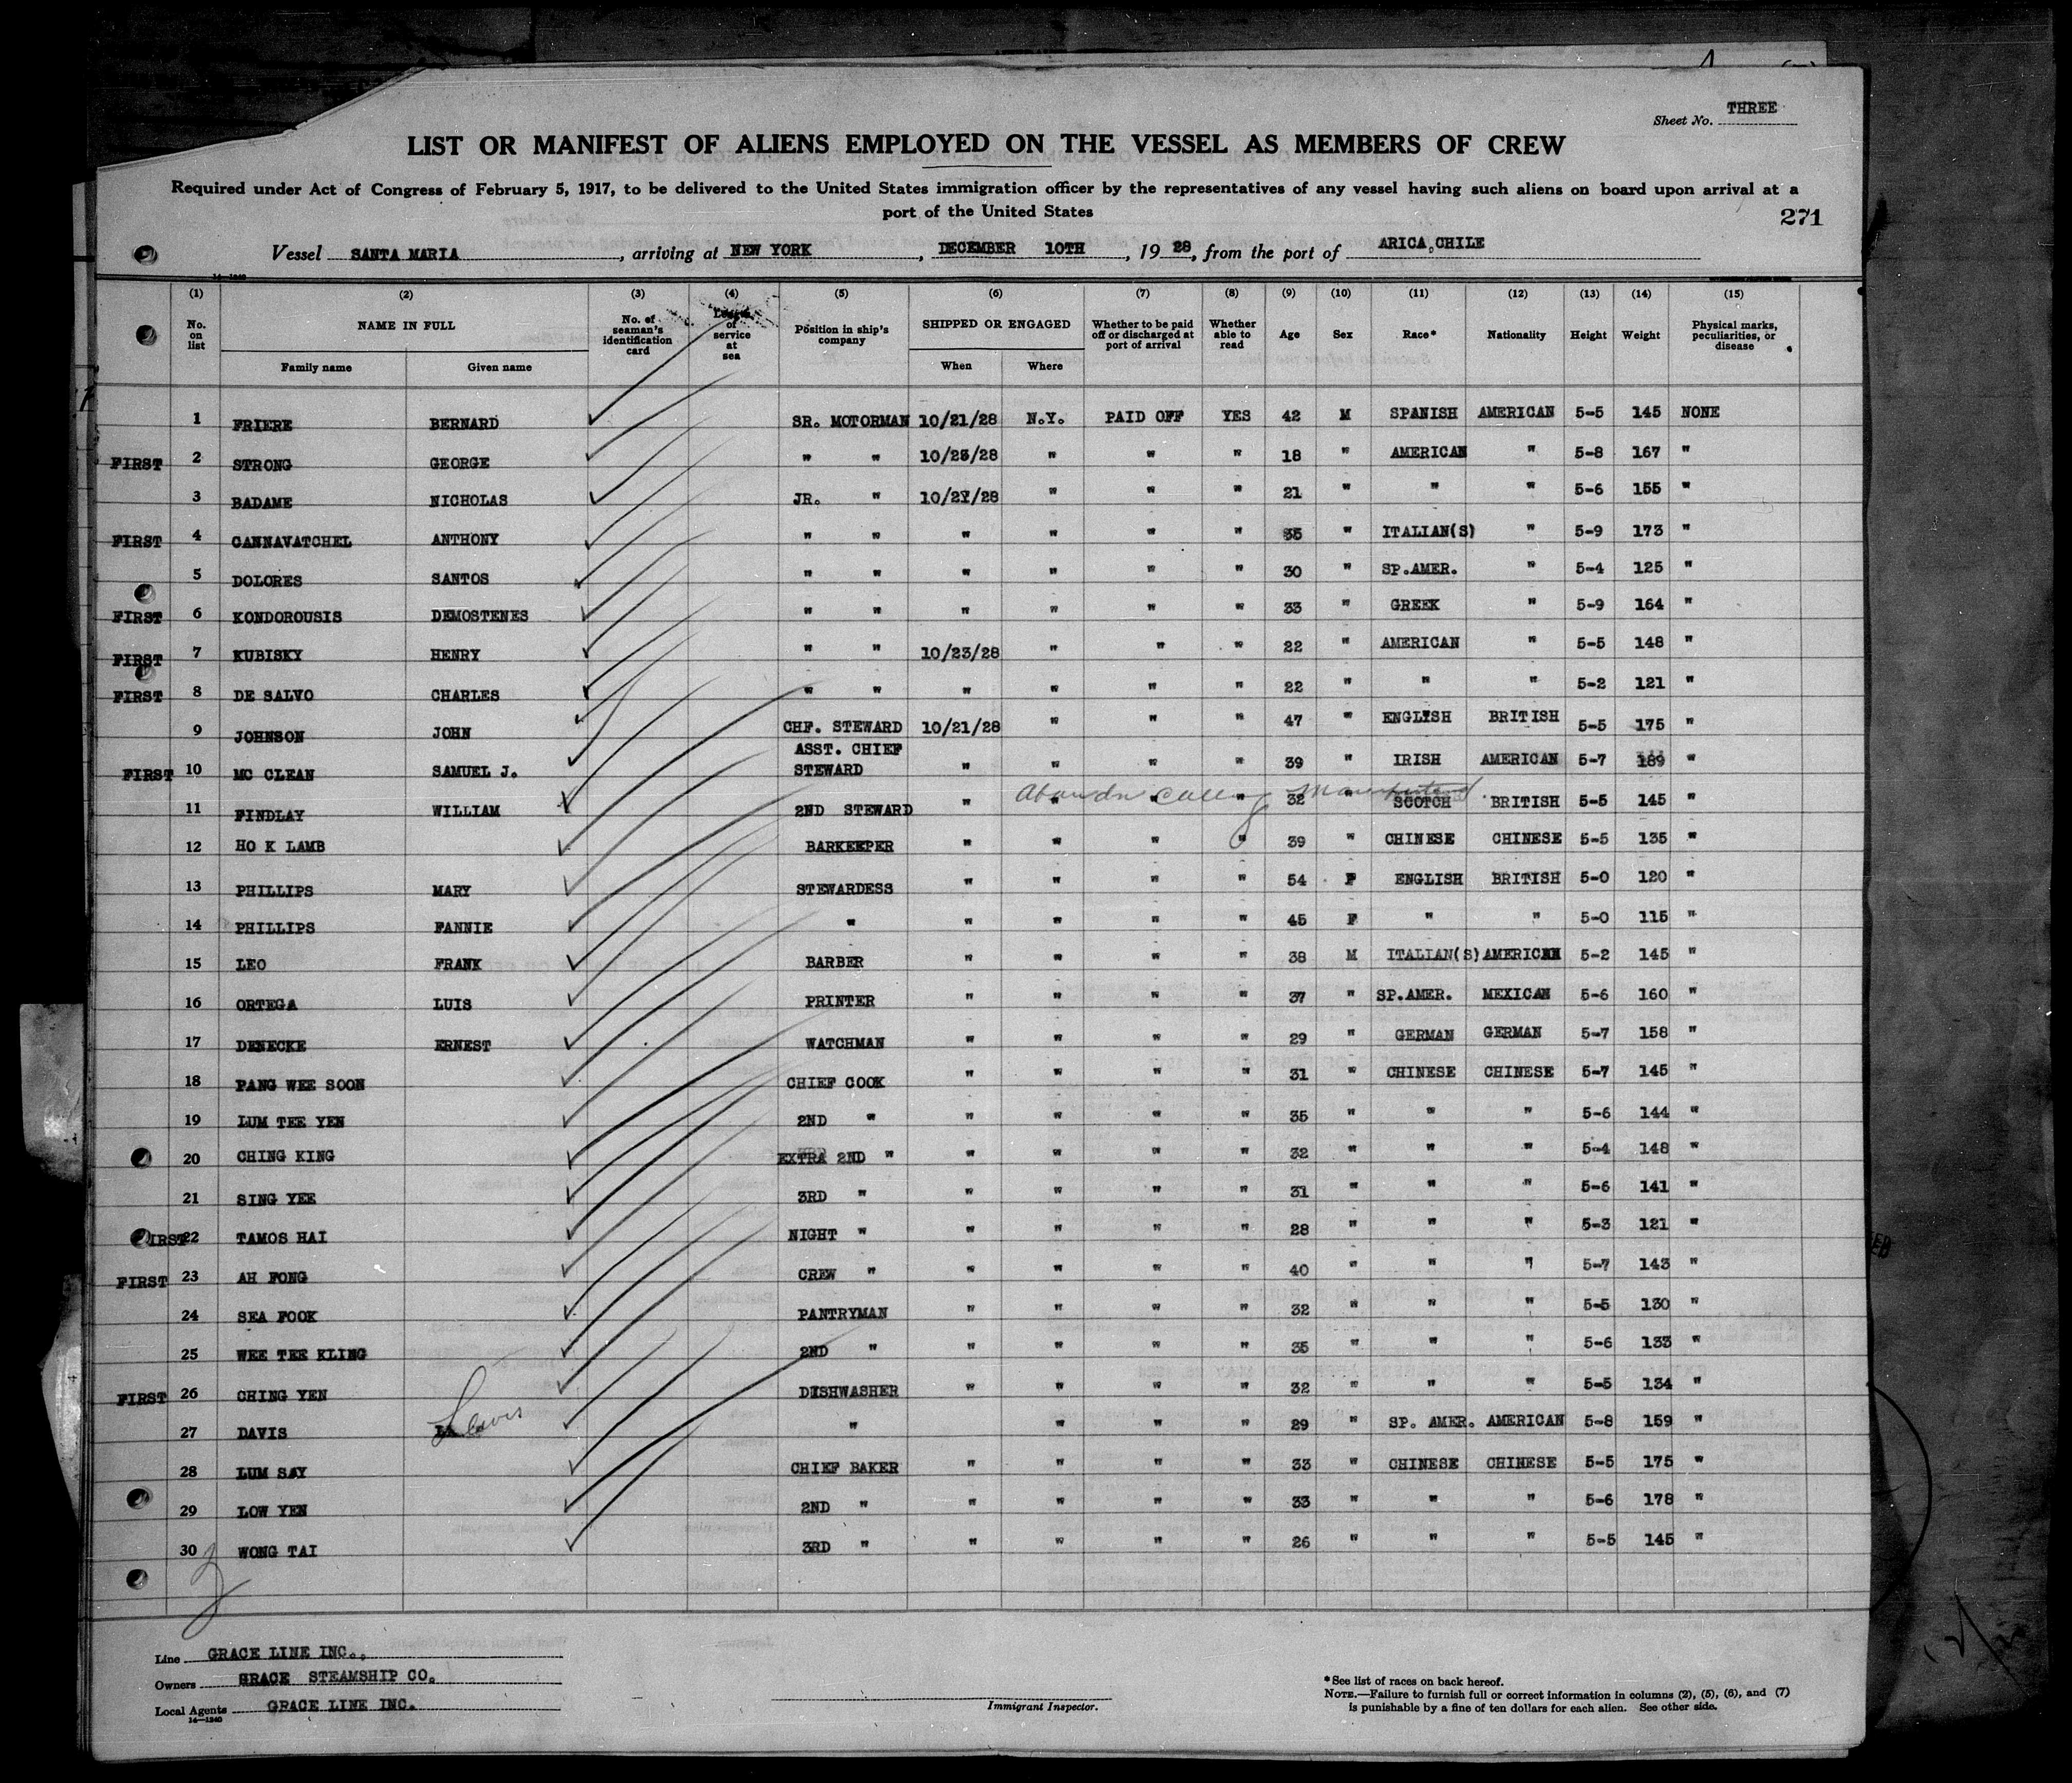 Sheet No. THREE
LIST OR MANIFEST OF ALIENS EMPLOYED ON THE VESSEL AS MEMBERS OF CREW
Required under Act of Congress of February 5, 1917, to be delivered to the United States immigration officer by the representatives of any vessel having such aliens on board upon arrival at a
port of the United States
271
Vessel SANTA MARIA, arriving at NEW YORK, DECEMBER 10TH, 1928, from the port of ARICA, CHILE
14-1240
(1) (2) (3) (4) (5) (6) (7) (8) (9) (10) (11) (12) (13) (14) (15)
No. on list NAME IN FULL No. of seaman's identification card Length of service at sea Position in ship's company SHIPPED OR ENGAGED Whether to be paid off or discharged at port of arrival Whether able to read Age Sex Race* Nationality Height Weight Physical marks, peculiarities, or disease
Family name Given name When Where
1 FRIERE BERNARD SR. MOTORMAN 10/21/28 N.Y. PAID OFF YES 42 M SPANISH AMERICAN 5-5 145 NONE
FIRST 2 STRONG GEORGE " " 10/23/28 " " " 18 " AMERICAN " 5-8 167 "
3 BADAME NICHOLAS JR. " 10/21/28 " " " 21 " " " 5-6 155 "
FIRST 4 CANNAVATCHEL ANTHONY " " " " " " 35 " ITALIAN(S) " 5-9 173 "
5 DOLORES SANTOS " " " " " " 30 " SP.AMER. " 5-4 125 "
FIRST 6 KONDOROUSIS DEMOSTENES " " " " " " 33 " GREEK " 5-9 164 "
FIRST 7 KUBISKY HENRY " " 10/23/28 " " " 22 " AMERICAN " 5-5 148 "
FIRST 8 DE SALVO CHARLES " " " " " " 22 " " " 5-2 121 "
9 JOHNSON JOHN CHF. STEWARD 10/21/28 " " " 47 " ENGLISH BRITISH 5-5 175 "
FIRST 10 MC CLEAN SAMUEL J. ASST. CHIEF STEWARD " " " " 39 " IRISH AMERICAN 5-7 189 "
11 FINDLAY WILLIAM 2ND STEWARD " " " " 32 " SCOTCH BRITISH 5-5 145 "
12 HO K LAMB BARKEEPER " " " " 39 " CHINESE CHINESE 5-5 135 "
13 PHILLIPS MARY STEWARDESS " " " " 54 F ENGLISH BRITISH 5-0 120 "
14 PHILLIPS FANNIE " " " " " 45 F " " 5-0 115 "
15 LEO FRANK BARBER " " " " 38 M ITALIAN(S) AMERICAN 5-2 145 "
16 ORTEGA LUIS PRINTER " " " " 37 " SP.AMER. MEXICAN 5-6 160 "
17 DENECKE ERNEST WATCHMAN " " " " 29 " GERMAN GERMAN 5-7 158 "
18 PANG WEE SOON CHIEF COOK " " " " 31 " CHINESE CHINESE 5-7 145 "
19 LUM TEE YEN 2ND " " " " " 35 " " " 5-6 144 "
20 CHING KING EXTRA 2ND " " " " " 32 " " " 5-4 148 "
21 SING YEE 3RD " " " " " 31 " " " 5-6 141 "
FIRST 22 TAMOS HAI NIGHT " " " " " 28 " " " 5-3 121 "
FIRST 23 AH FONG CREW " " " " " 40 " " " 5-7 143 "
24 SEA FOOK PANTRYMAN " " " " 32 " " " 5-5 130 "
25 WEE TEE KLING 2ND " " " " " 35 " " " 5-6 133 "
FIRST 26 CHING YEN DISHWASHER " " " " 32 " " " 5-5 134 "
27 DAVIS Lewis " " " " 29 " SP. AMER. AMERICAN 5-8 159 "
28 LUM SAY CHIEF BAKER " " " " 33 " CHINESE CHINESE 5-5 175 "
29 LOW YEN 2ND " " " " " 33 " " " 5-6 178 "
30 WONG TAI 3RD " " " " " 26 " " " 5-5 145 "
Line GRACE LINE INC.,
Owners GRACE STEAMSHIP CO.
Local Agents GRACE LINE INC.
14-1240
Immigrant Inspector.
*See list of races on back hereof.
NOTE.—Failure to furnish full or correct information in columns (2), (5), (6), and (7)
is punishable by a fine of ten dollars for each alien. See other side.